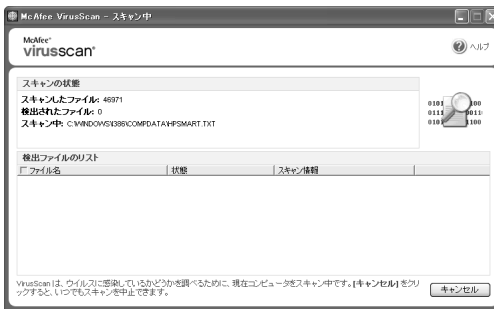 McAfee VirusScan - スキャン中
McAfee®
virusscan®
ヘルプ
スキャンの状態
スキャンしたファイル: 46971
検出されたファイル: 0
スキャン中: C:\WINDOWS\I386\COMPDATA\HPSMART.TXT
0101 100
0111 0011
010 1100
検出ファイルのリスト
ファイル名 状態 スキャン情報
VirusScan は、ウイルスに感染しているかどうかを調べるために、現在コンピュータをスキャン中です。[キャンセル] をクリ
ックすると、いつでもスキャンを中止できます。
キャンセル